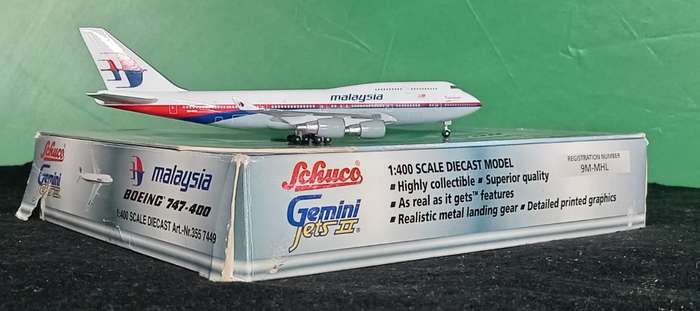 malaysia
Schuco
malaysia
BOEING 747-400
1:400 SCALE DIECAST Art.-Nr.355 7449
Schuco
Gemini
Jets II
1:400 SCALE DIECAST MODEL
■ Highly collectible ■ Superior quality
■ As real as it gets™ features
■ Realistic metal landing gear ■ Detailed printed graphics
REGISTRATION NUMBER
9M-MHL